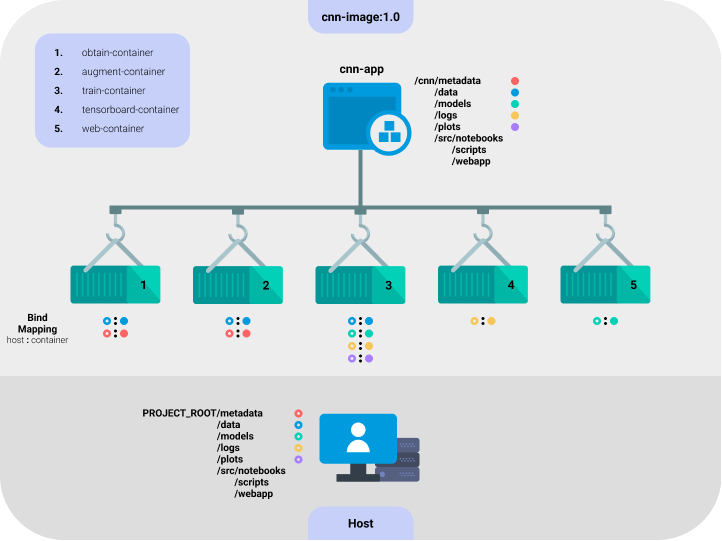 cnn-image:1.0
1. obtain-container
2. augment-container
3. train-container
4. tensorboard-container
5. web-container
cnn-app
/cnn/metadata
/data
/models
/logs
/plots
/src/notebooks
/scripts
/webapp
1
2
3
4
5
Bind
Mapping
host : container
PROJECT_ROOT/metadata
/data
/models
/logs
/plots
/src/notebooks
/scripts
/webapp
Host